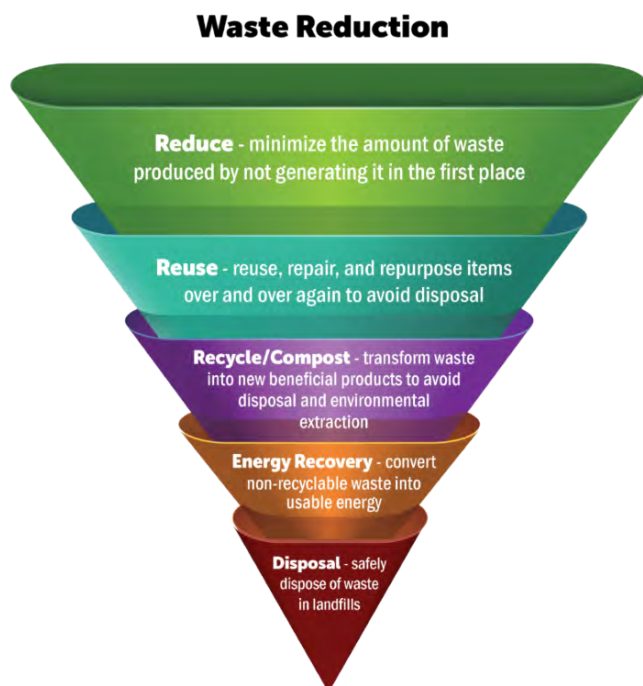 Waste Reduction
Reduce - minimize the amount of waste
produced by not generating it in the first place
Reuse - reuse, repair, and repurpose items
over and over again to avoid disposal
Recycle/Compost - transform waste
into new beneficial products to avoid
disposal and environmental
extraction
Energy Recovery - convert
non-recyclable waste into
usable energy
Disposal - safely
dispose of waste
in landfills